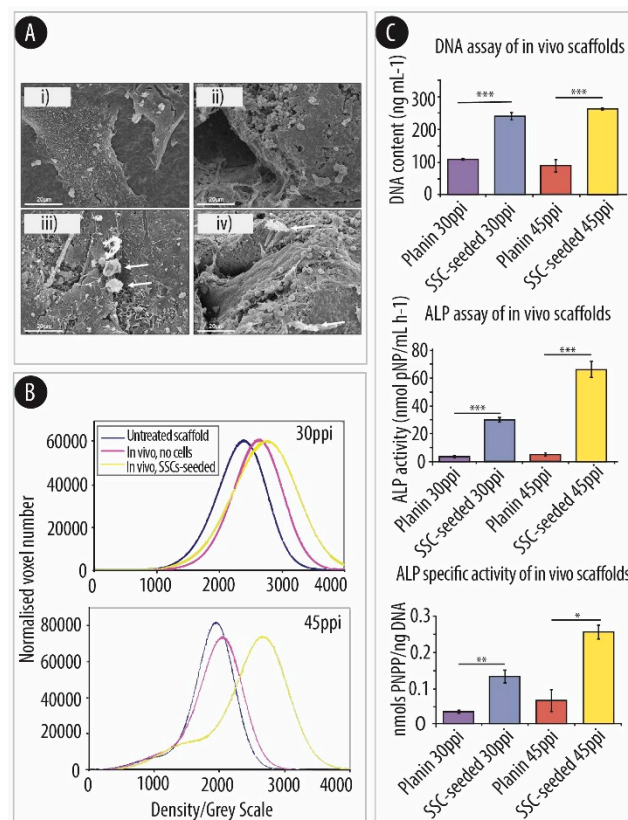 A
i)
20µm
ii)
20µm
iii)
20µm
iv)
20µm
B
Untreated scaffold
In vivo, no cells
In vivo, SSCs-seeded
30ppi
60000
40000
20000
0
0 1000 2000 3000 4000
45ppi
80000
60000
40000
20000
0
0 1000 2000 3000 4000
Normalised voxel number
Density/Grey Scale
C
DNA assay of in vivo scaffolds
DNA content (ng mL-1)
300
250
200
150
100
50
0
***
***
Planin 30ppi
SSC-seeded 30ppi
Planin 45ppi
SSC-seeded 45ppi
ALP assay of in vivo scaffolds
ALP activity (nmol pNP/mL h-1)
80
60
40
20
0
***
***
Planin 30ppi
SSC-seeded 30ppi
Planin 45ppi
SSC-seeded 45ppi
ALP specific activity of in vivo scaffolds
nmols PNPP/ng DNA
0.3
0.2
0.1
0
**
*
Planin 30ppi
SSC-seeded 30ppi
Planin 45ppi
SSC-seeded 45ppi